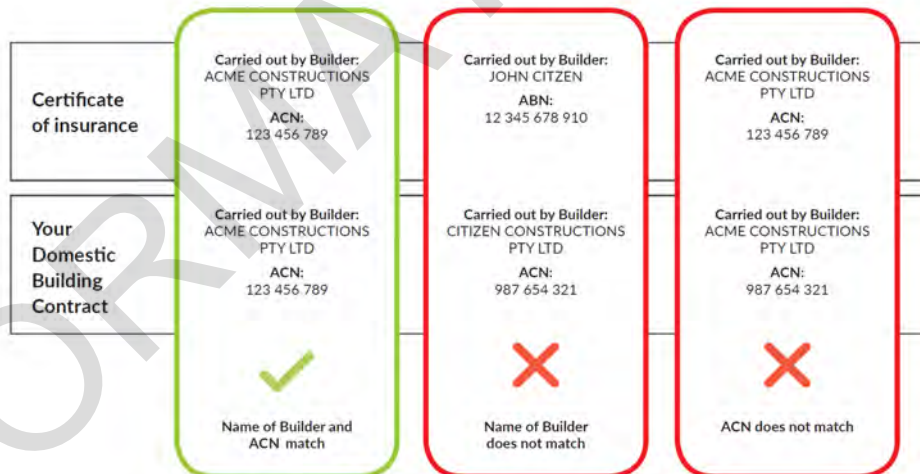 Certificate
of insurance
Carried out by Builder:
ACME CONSTRUCTIONS
PTY LTD
ACN:
123 456 789
Carried out by Builder:
JOHN CITZEN
ABN:
12 345 678 910
Carried out by Builder:
ACME CONSTRUCTIONS
PTY LTD
ACN:
123 456 789
Your
Domestic
Building
Contract
Carried out by Builder:
ACME CONSTRUCTIONS
PTY LTD
ACN:
123 456 789
Carried out by Builder:
CITIZEN CONSTRUCTIONS
PTY LTD
ACN:
987 654 321
Carried out by Builder:
ACME CONSTRUCTIONS
PTY LTD
ACN:
987 654 321
Name of Builder and
ACN match
Name of Builder
does not match
ACN does not match